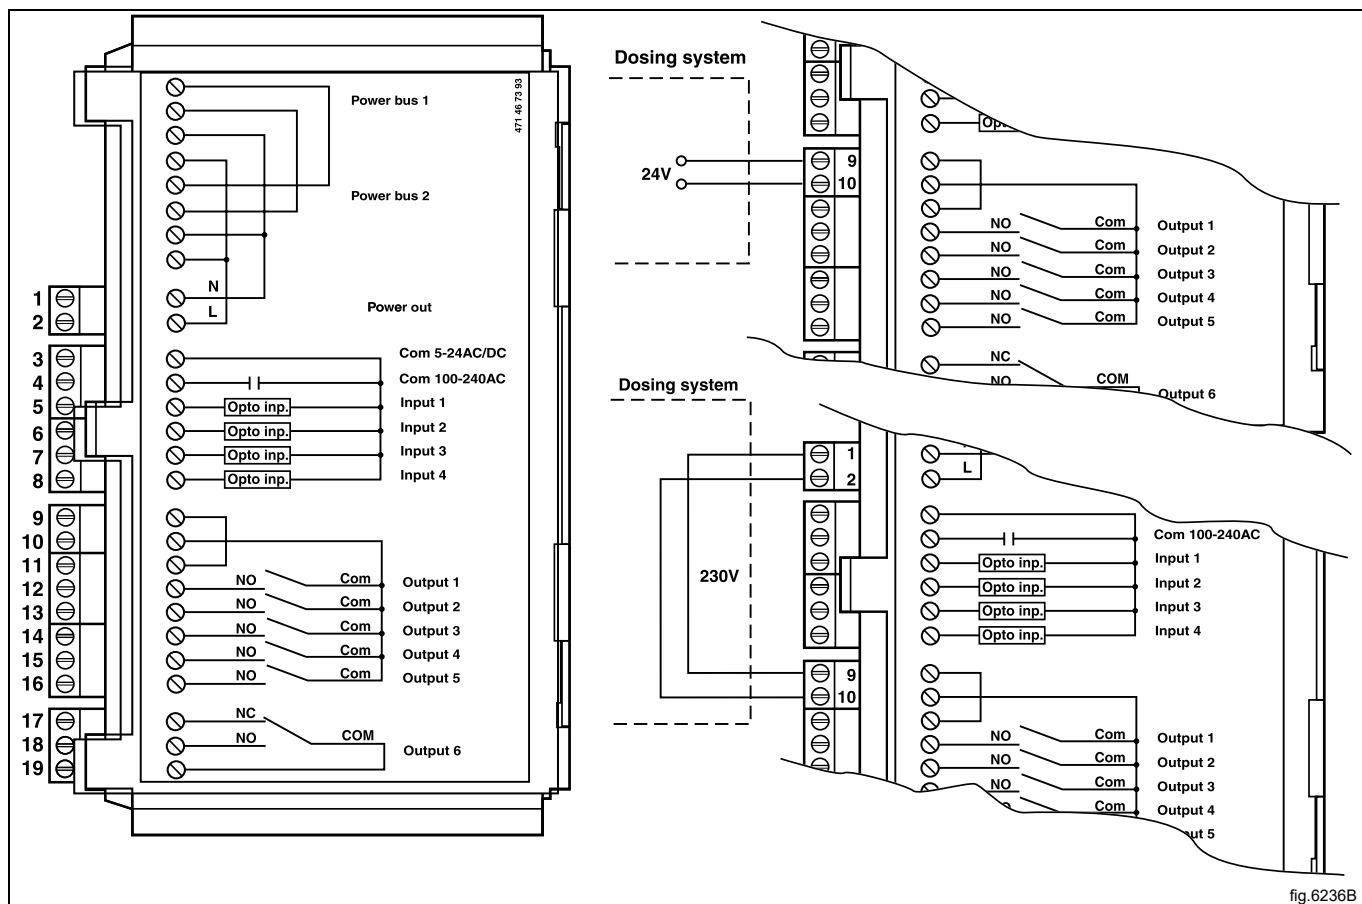 471 46 73 93
Power bus 1
Power bus 2
N
L
Power out
1
2
3
4
5
6
7
8
9
10
11
12
13
14
15
16
17
18
19
Com 5-24AC/DC
Com 100-240AC
Opto inp. Input 1
Opto inp. Input 2
Opto inp. Input 3
Opto inp. Input 4
NO Com Output 1
NO Com Output 2
NO Com Output 3
NO Com Output 4
NO Com Output 5
NC
NO COM Output 6
Dosing system
24V
9
10
NO Com Output 1
NO Com Output 2
NO Com Output 3
NO Com Output 4
NO Com Output 5
NC
NO COM
Output 6
Dosing system
230V
1
2
L
Com 100-240AC
Opto inp. Input 1
Opto inp. Input 2
Opto inp. Input 3
Opto inp. Input 4
9
10
NO Com Output 1
NO Com Output 2
NO Com Output 3
Com Output 4
5
fig.6236B